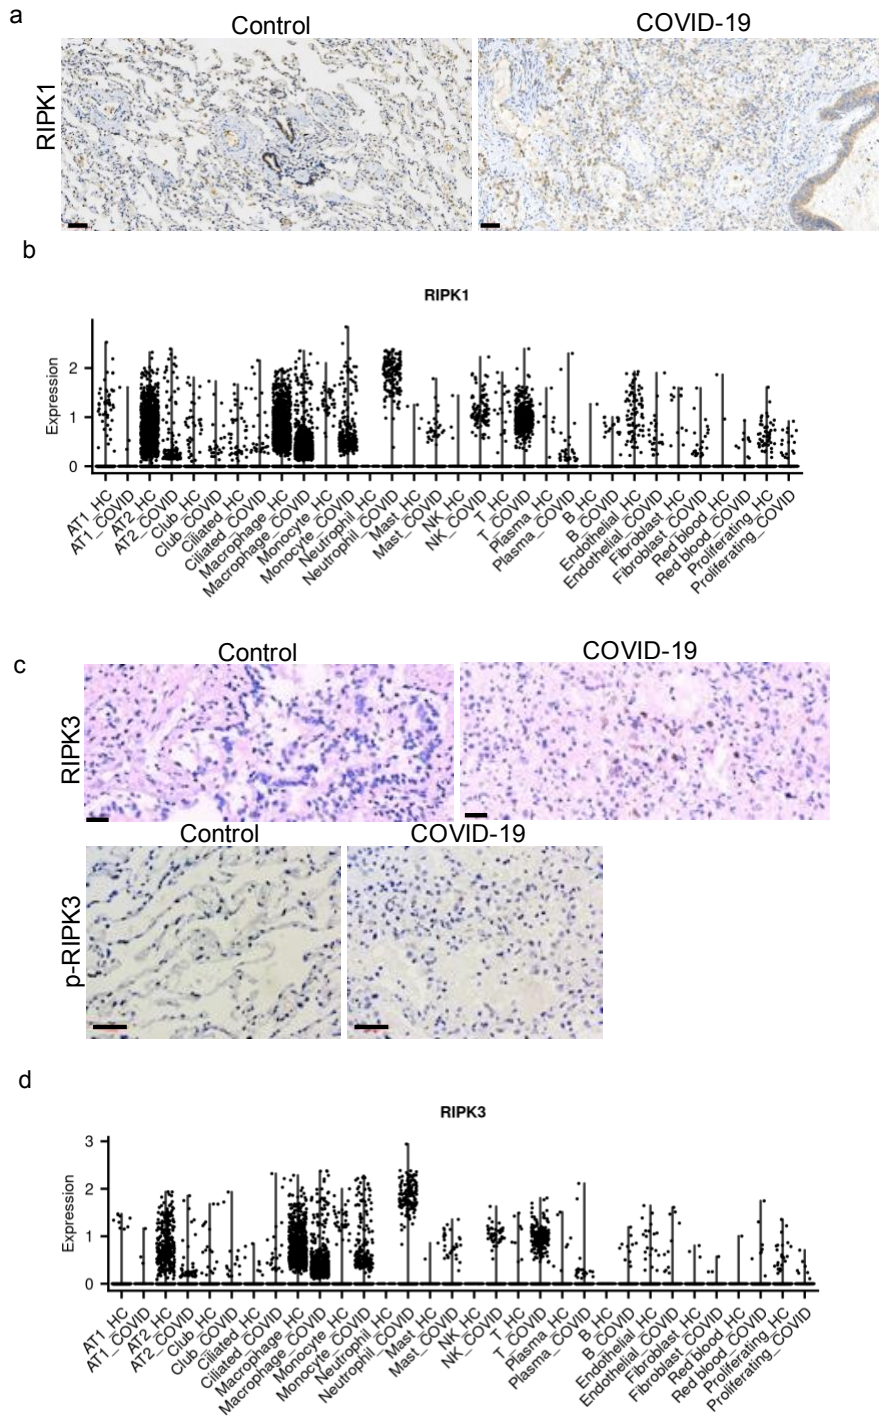 a
Control
COVID-19
RIPK1
b
RIPK1
Expression
2
1
0
AT1_HC
AT1_COVID
AT2_HC
AT2_COVID
Club_HC
Club_COVID
Ciliated_HC
Ciliated_COVID
Macrophage_HC
Macrophage_COVID
Monocyte_HC
Monocyte_COVID
Neutrophil_HC
Neutrophil_COVID
Mast_HC
Mast_COVID
NK_HC
NK_COVID
T_HC
T_COVID
Plasma_HC
Plasma_COVID
B_HC
B_COVID
Endothelial_HC
Endothelial_COVID
Fibroblast_HC
Fibroblast_COVID
Red blood_HC
Red blood_COVID
Proliferating_HC
Proliferating_COVID
c
Control
COVID-19
RIPK3
Control
COVID-19
p-RIPK3
d
RIPK3
Expression
3
2
1
0
AT1_HC
AT1_COVID
AT2_HC
AT2_COVID
Club_HC
Club_COVID
Ciliated_HC
Ciliated_COVID
Macrophage_HC
Macrophage_COVID
Monocyte_HC
Monocyte_COVID
Neutrophil_HC
Neutrophil_COVID
Mast_HC
Mast_COVID
NK_HC
NK_COVID
T_HC
T_COVID
Plasma_HC
Plasma_COVID
B_HC
B_COVID
Endothelial_HC
Endothelial_COVID
Fibroblast_HC
Fibroblast_COVID
Red blood_HC
Red blood_COVID
Proliferating_HC
Proliferating_COVID